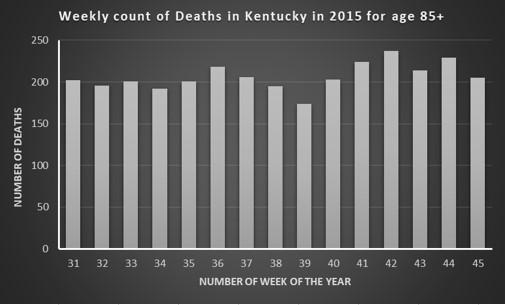 Weekly count of Deaths in Kentucky in 2015 for age 85+
NUMBER OF DEATHS
250
200
150
100
50
0
31 32 33 34 35 36 37 38 39 40 41 42 43 44 45
NUMBER OF WEEK OF THE YEAR